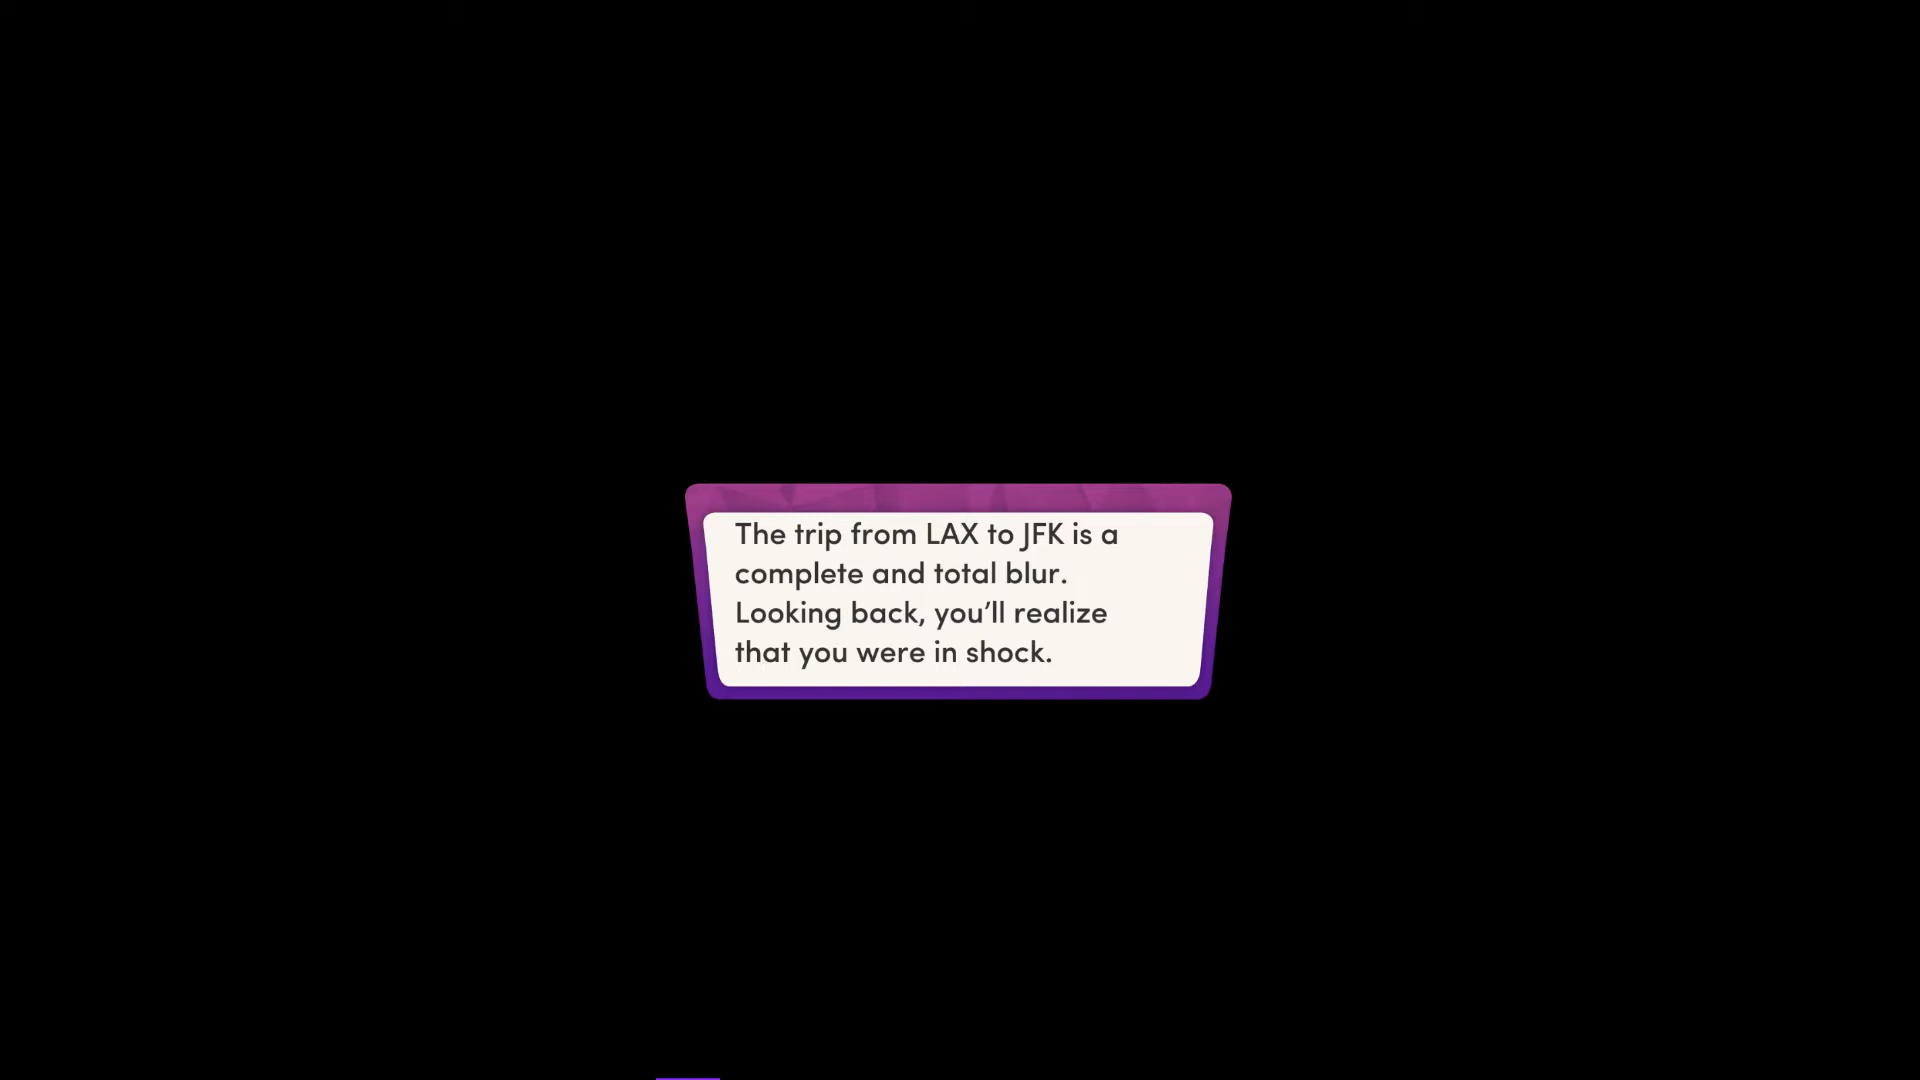 The trip from LAX to JFK is a
complete and total blur.
Looking back, you’ll realize
that you were in shock.